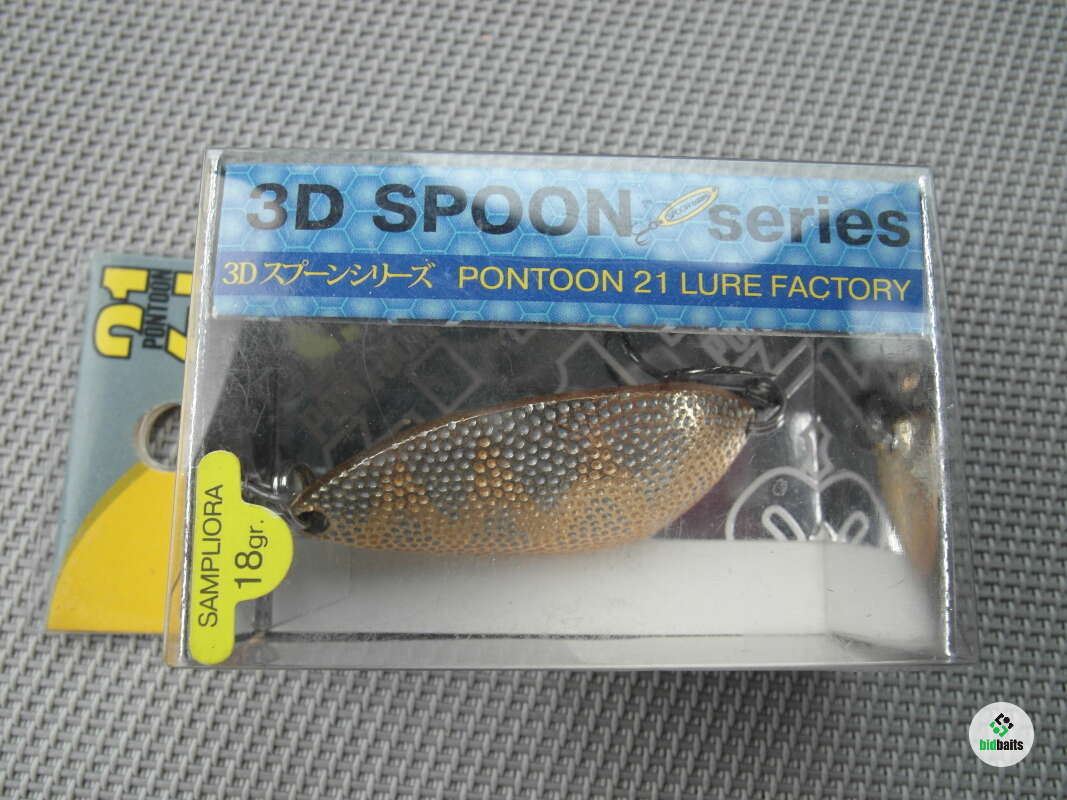 3D SPOON series
3Dスプーンシリーズ PONTOON 21 LURE FACTORY
21
PONTOON
SAMPLIORA
18gr.
bidbaits